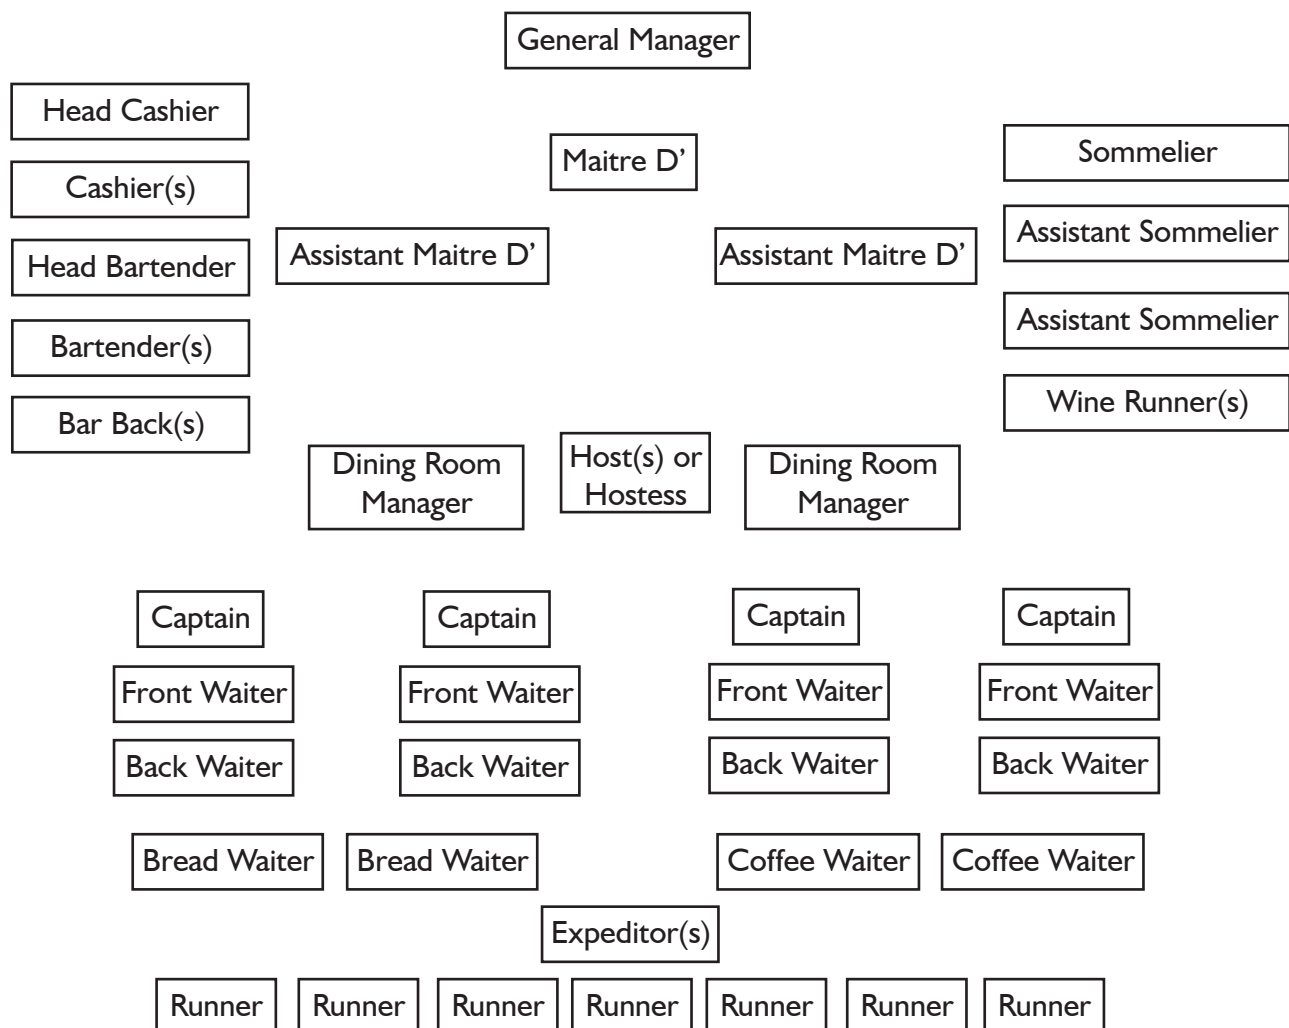 General Manager
Head Cashier
Maitre D’
Sommelier
Cashier(s)
Assistant Maitre D’
Assistant Maitre D’
Assistant Sommelier
Head Bartender
Assistant Sommelier
Bartender(s)
Wine Runner(s)
Bar Back(s)
Dining Room
Manager
Host(s) or
Hostess
Dining Room
Manager
Captain
Captain
Captain
Captain
Front Waiter
Front Waiter
Front Waiter
Front Waiter
Back Waiter
Back Waiter
Back Waiter
Back Waiter
Bread Waiter
Bread Waiter
Coffee Waiter
Coffee Waiter
Expeditor(s)
Runner
Runner
Runner
Runner
Runner
Runner
Runner